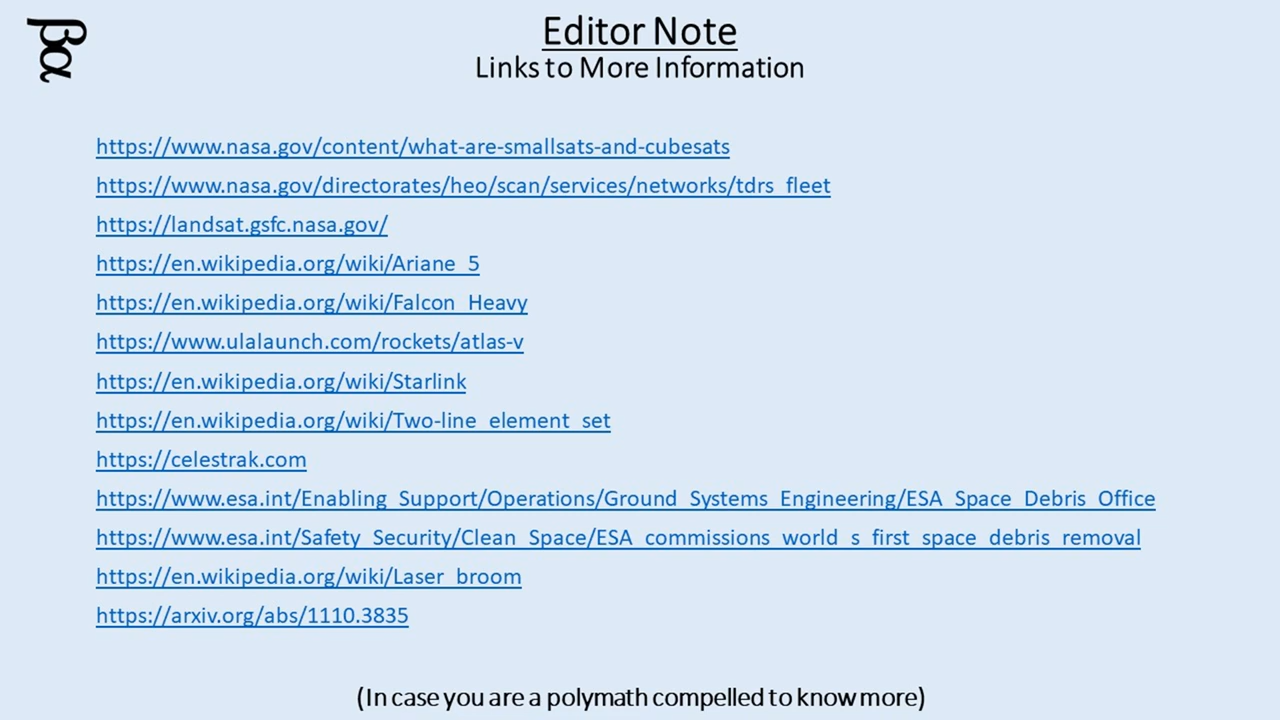 βα
Editor Note
Links to More Information
https://www.nasa.gov/content/what-are-smallsats-and-cubesats
https://www.nasa.gov/directorates/heo/scan/services/networks/tdrs_fleet
https://landsat.gsfc.nasa.gov/
https://en.wikipedia.org/wiki/Ariane_5
https://en.wikipedia.org/wiki/Falcon_Heavy
https://www.ulalaunch.com/rockets/atlas-v
https://en.wikipedia.org/wiki/Starlink
https://en.wikipedia.org/wiki/Two-line_element_set
https://celestrak.com
https://www.esa.int/Enabling_Support/Operations/Ground_Systems_Engineering/ESA_Space_Debris_Office
https://www.esa.int/Safety_Security/Clean_Space/ESA_commissions_world_s_first_space_debris_removal
https://en.wikipedia.org/wiki/Laser_broom
https://arxiv.org/abs/1110.3835
(In case you are a polymath compelled to know more)